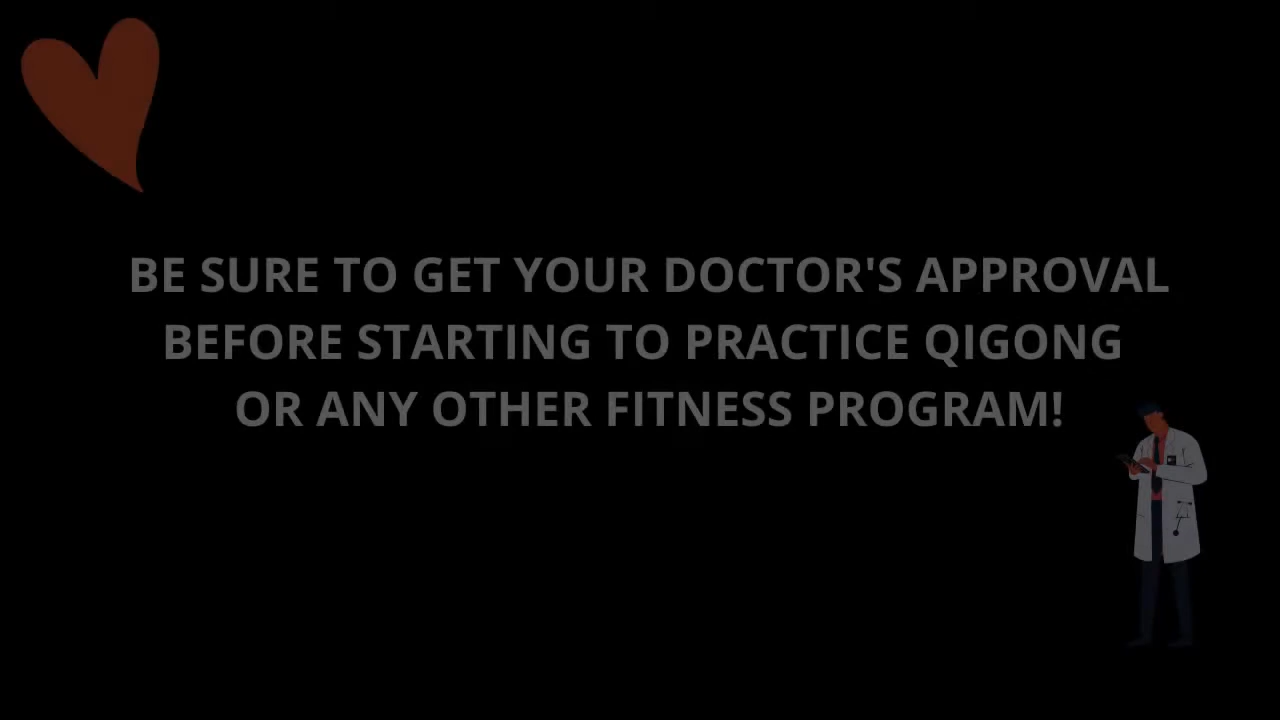 BE SURE TO GET YOUR DOCTOR'S APPROVAL
BEFORE STARTING TO PRACTICE QIGONG
OR ANY OTHER FITNESS PROGRAM!